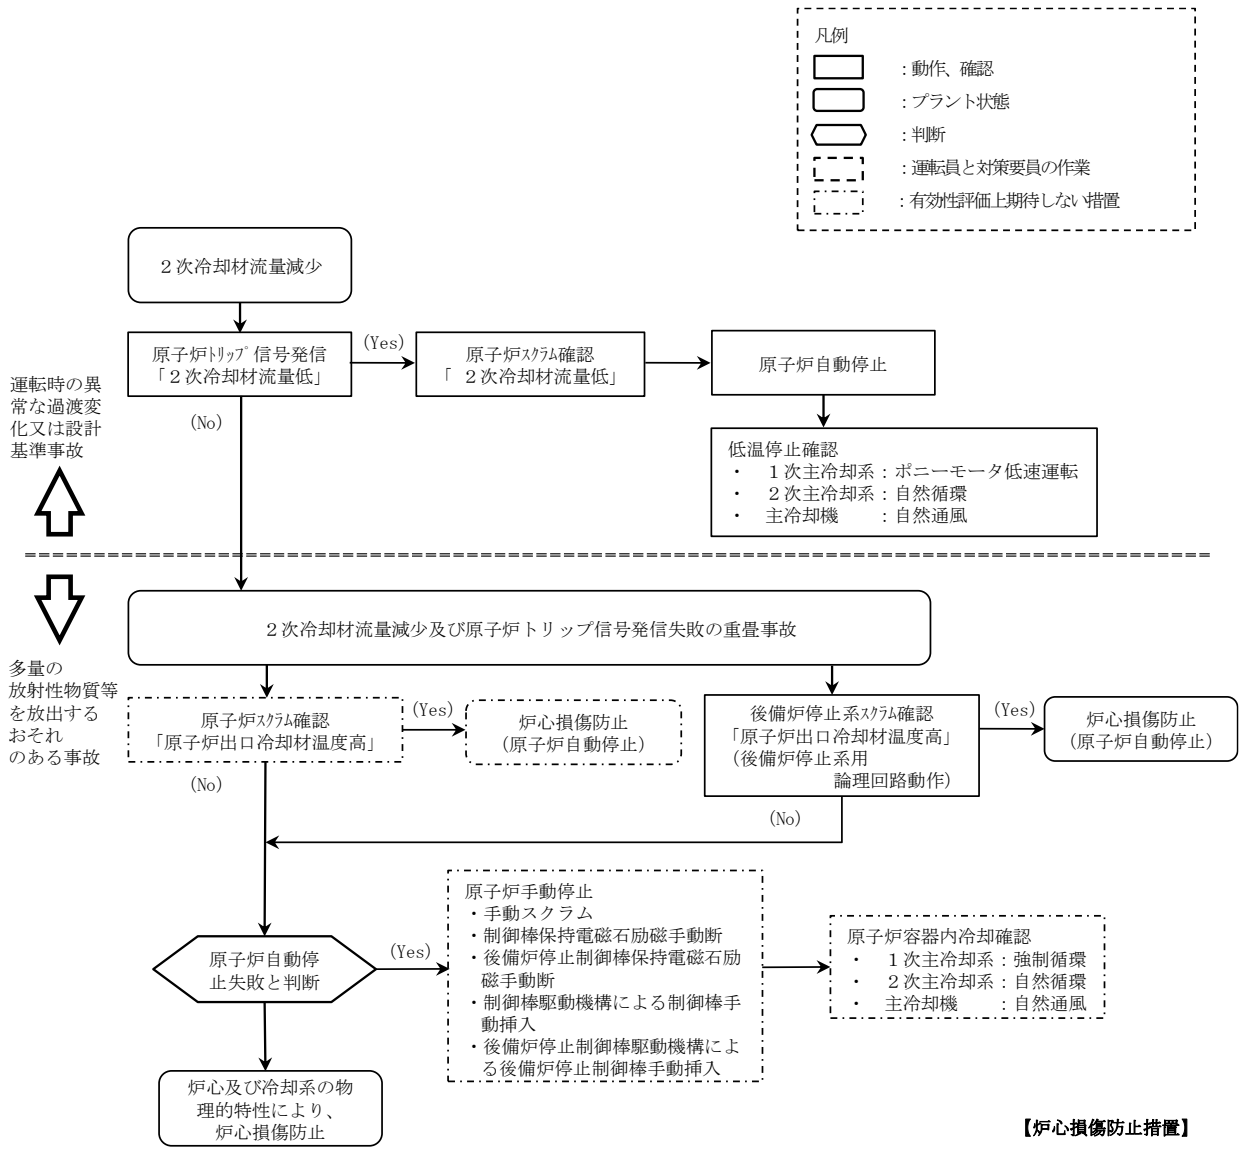 凡例
：動作、確認
：プラント状態
：判断
：運転員と対策要員の作業
：有効性評価上期待しない措置
２次冷却材流量減少
原子炉ﾄﾘｯﾌﾟ信号発信
「２次冷却材流量低」
(Yes)
原子炉ｽｸﾗﾑ確認
「 ２次冷却材流量低」
原子炉自動停止
(No)
低温停止確認
・ １次主冷却系：ポニーモータ低速運転
・ ２次主冷却系：自然循環
・ 主冷却機 ：自然通風
運転時の異
常な過渡変
化又は設計
基準事故
多量の
放射性物質等
を放出する
おそれ
のある事故
２次冷却材流量減少及び原子炉トリップ信号発信失敗の重畳事故
原子炉ｽｸﾗﾑ確認
「原子炉出口冷却材温度高」
(Yes)
炉心損傷防止
（原子炉自動停止）
後備炉停止系ｽｸﾗﾑ確認
「原子炉出口冷却材温度高」
（後備炉停止系用
論理回路動作）
(Yes)
炉心損傷防止
（原子炉自動停止）
(No)
(No)
原子炉自動停
止失敗と判断
(Yes)
原子炉手動停止
・手動スクラム
・制御棒保持電磁石励磁手動断
・後備炉停止制御棒保持電磁石励
磁手動断
・制御棒駆動機構による制御棒手
動挿入
・後備炉停止制御棒駆動機構によ
る後備炉停止制御棒手動挿入
原子炉容器内冷却確認
・ １次主冷却系：強制循環
・ ２次主冷却系：自然循環
・ 主冷却機 ：自然通風
炉心及び冷却系の物
理的特性により、
炉心損傷防止
【炉心損傷防止措置】